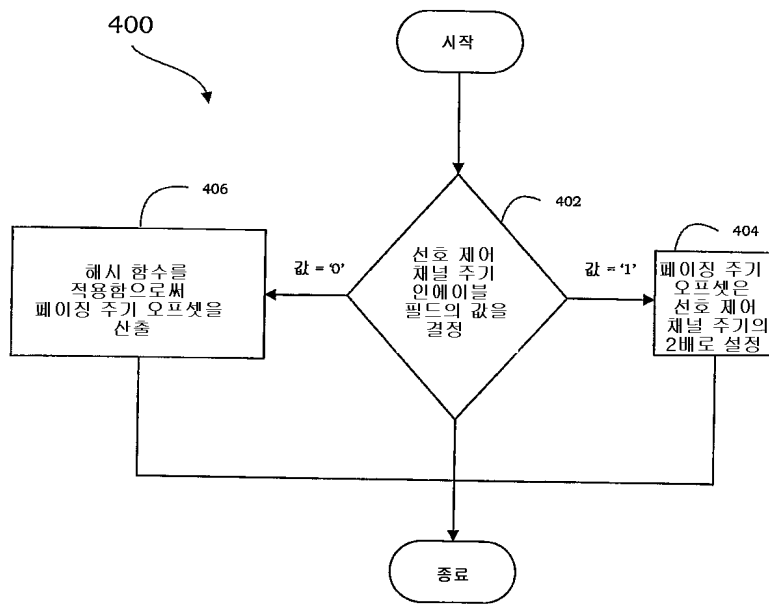 400
시작
406
402
404
해시 함수를
적용함으로써
페이징 주기 오프셋을
산출
값 = '0'
선호 제어
채널 주기
인에이블
필드의 값을
결정
값 = '1'
페이징 주기
오프셋은
선호 제어
채널 주기의
2배로 설정
종료